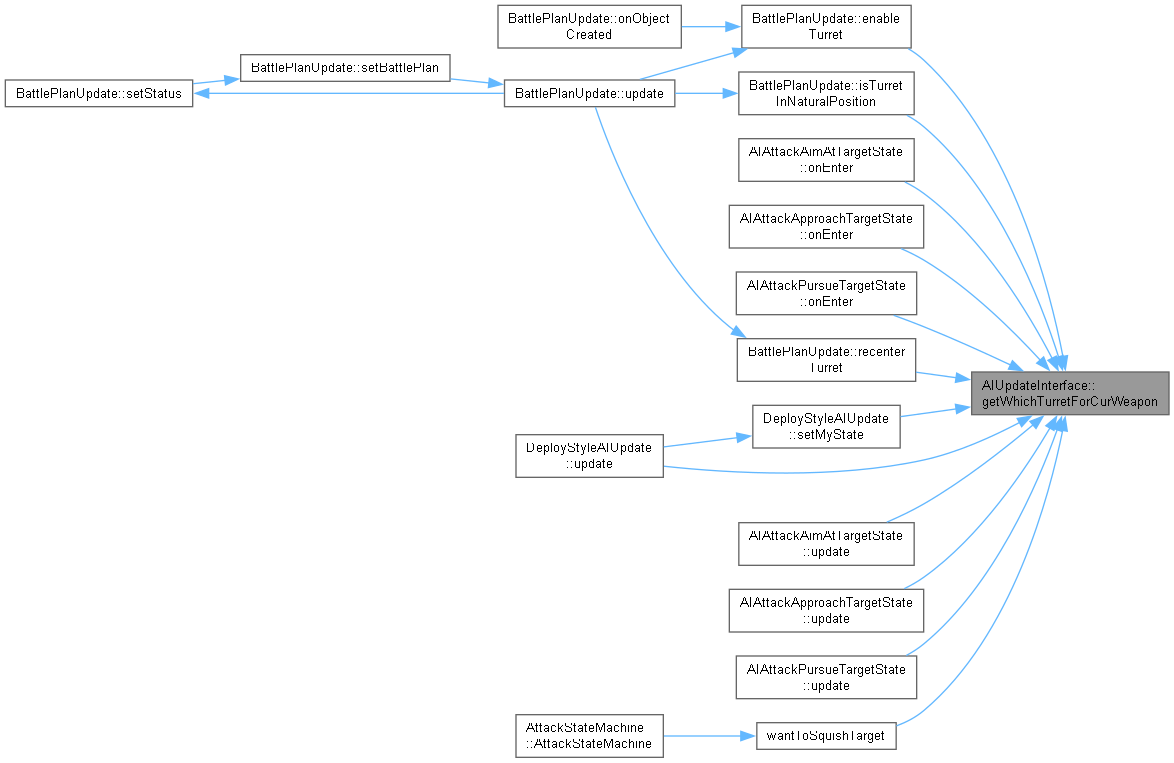 BattlePlanUpdate::onObject
Created
BattlePlanUpdate::enable
Turret
BattlePlanUpdate::setBattlePlan
BattlePlanUpdate::setStatus
BattlePlanUpdate::update
BattlePlanUpdate::isTurret
InNaturalPosition
AIAttackAimAtTargetState
::onEnter
AIAttackApproachTargetState
::onEnter
AIAttackPursueTargetState
::onEnter
BattlePlanUpdate::recenter
Turret
AIUpdateInterface::
getWhichTurretForCurWeapon
DeployStyleAIUpdate
::setMyState
DeployStyleAIUpdate
::update
AIAttackAimAtTargetState
::update
AIAttackApproachTargetState
::update
AIAttackPursueTargetState
::update
AttackStateMachine
::AttackStateMachine
wantToSquishTarget